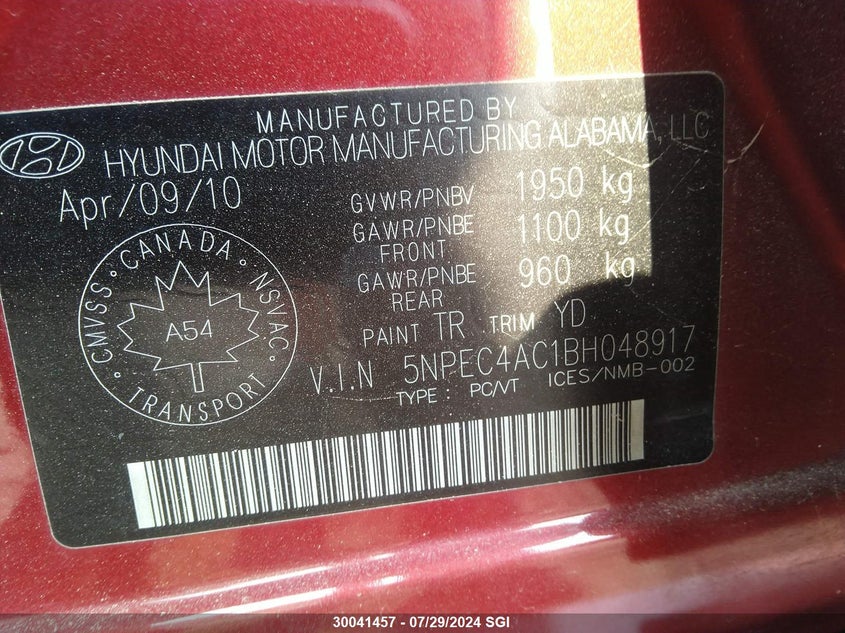 MANUFACTURED BY
HYUNDAI MOTOR MANUFACTURING ALABAMA, LLC
Apr/09/10
GVWR/PNBV 1950 kg
GAWR/PNBE 1100 kg
FRONT
GAWR/PNBE 960 kg
REAR
PAINT TR TRIM YD
V.I.N 5NPEC4AC1BH048917
TYPE : PC/VT ICES/NMB-002
CMVSS · CANADA · NSVAC · TRANSPORT ·
A54
30041457 - 07/29/2024 SGI